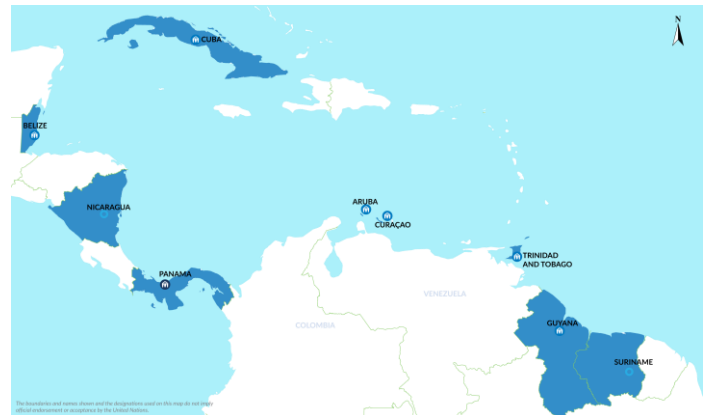 N
CUBA
BELIZE
NICARAGUA
ARUBA
CURAÇAO
TRINIDAD
AND TOBAGO
PANAMA
VENEZUELA
COLOMBIA
GUYANA
SURINAME
The boundaries and names shown and the designations used on this map do not imply
official endorsement or acceptance by the United Nations.